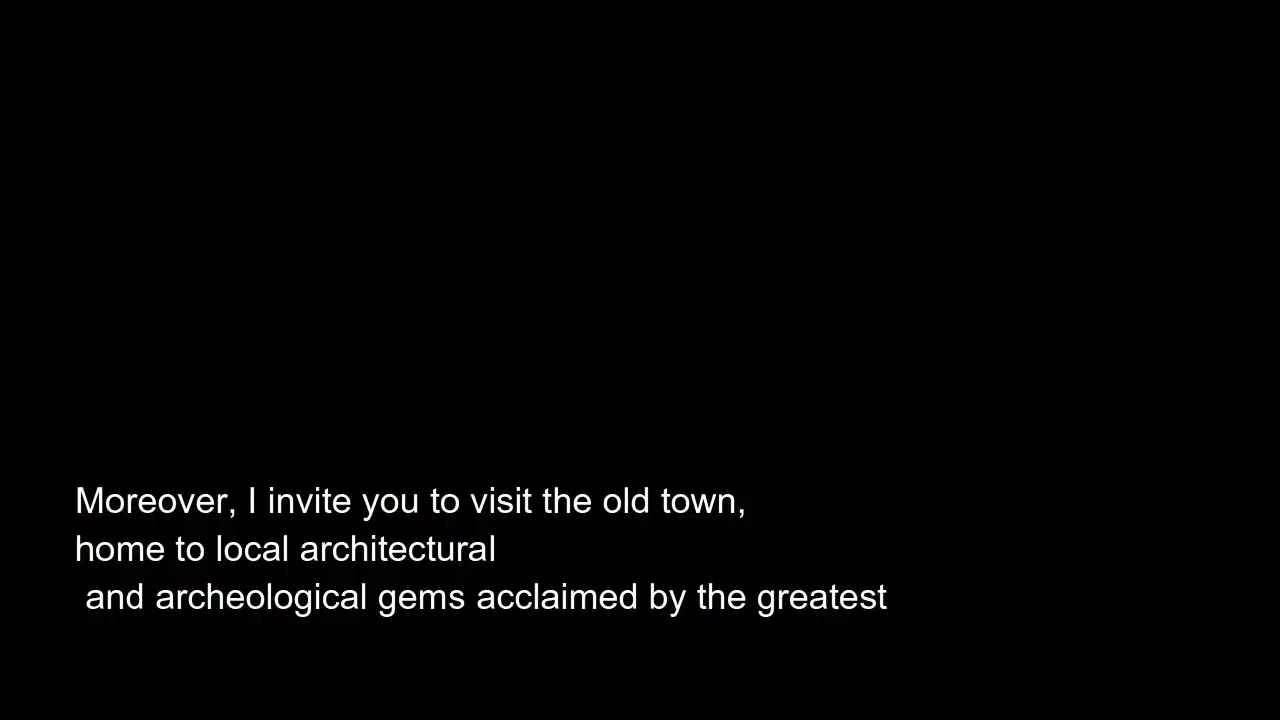 Moreover, I invite you to visit the old town,
home to local architectural
and archeological gems acclaimed by the greatest